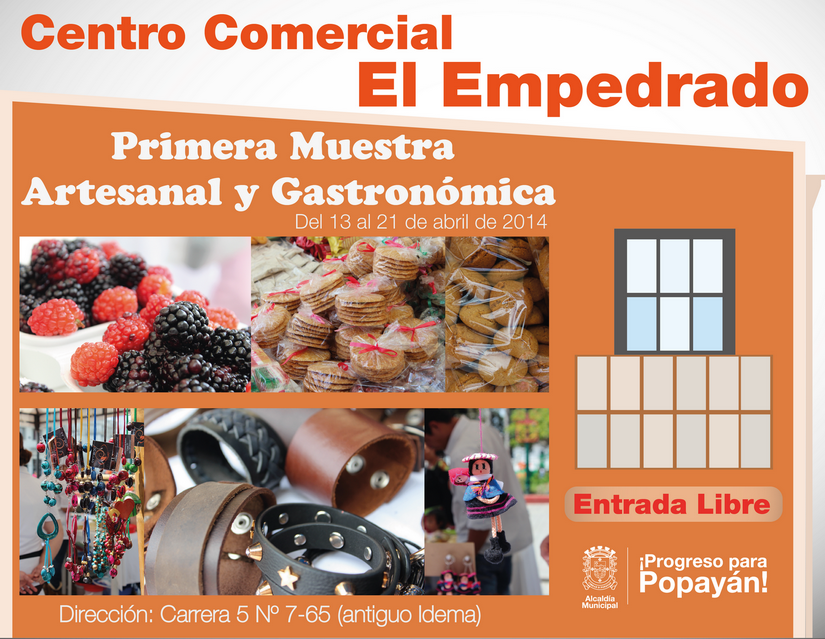 Centro Comercial
El Empedrado
Primera Muestra
Artesanal y Gastronómica
Del 13 al 21 de abril de 2014
Entrada Libre
Alcaldía
Municipal
¡Progreso para
Popayán!
Dirección: Carrera 5 Nº 7-65 (antiguo Idema)